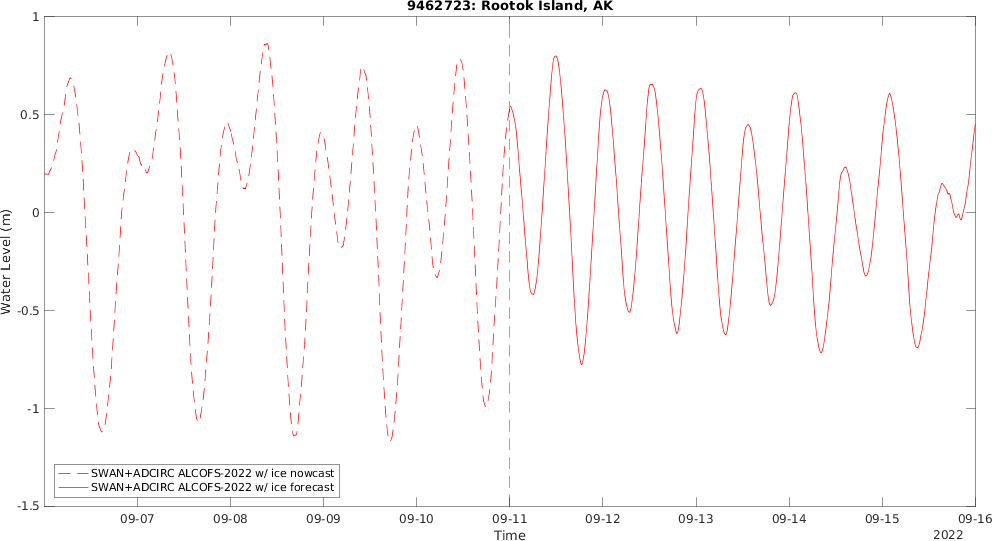 9462723: Rootok Island, AK
1
0.5
0
-0.5
-1
-1.5
Water Level (m)
SWAN+ADCIRC ALCOFS-2022 w/ ice nowcast
SWAN+ADCIRC ALCOFS-2022 w/ ice forecast
09-07 09-08 09-09 09-10 09-11 09-12 09-13 09-14 09-15 09-16
Time
2022